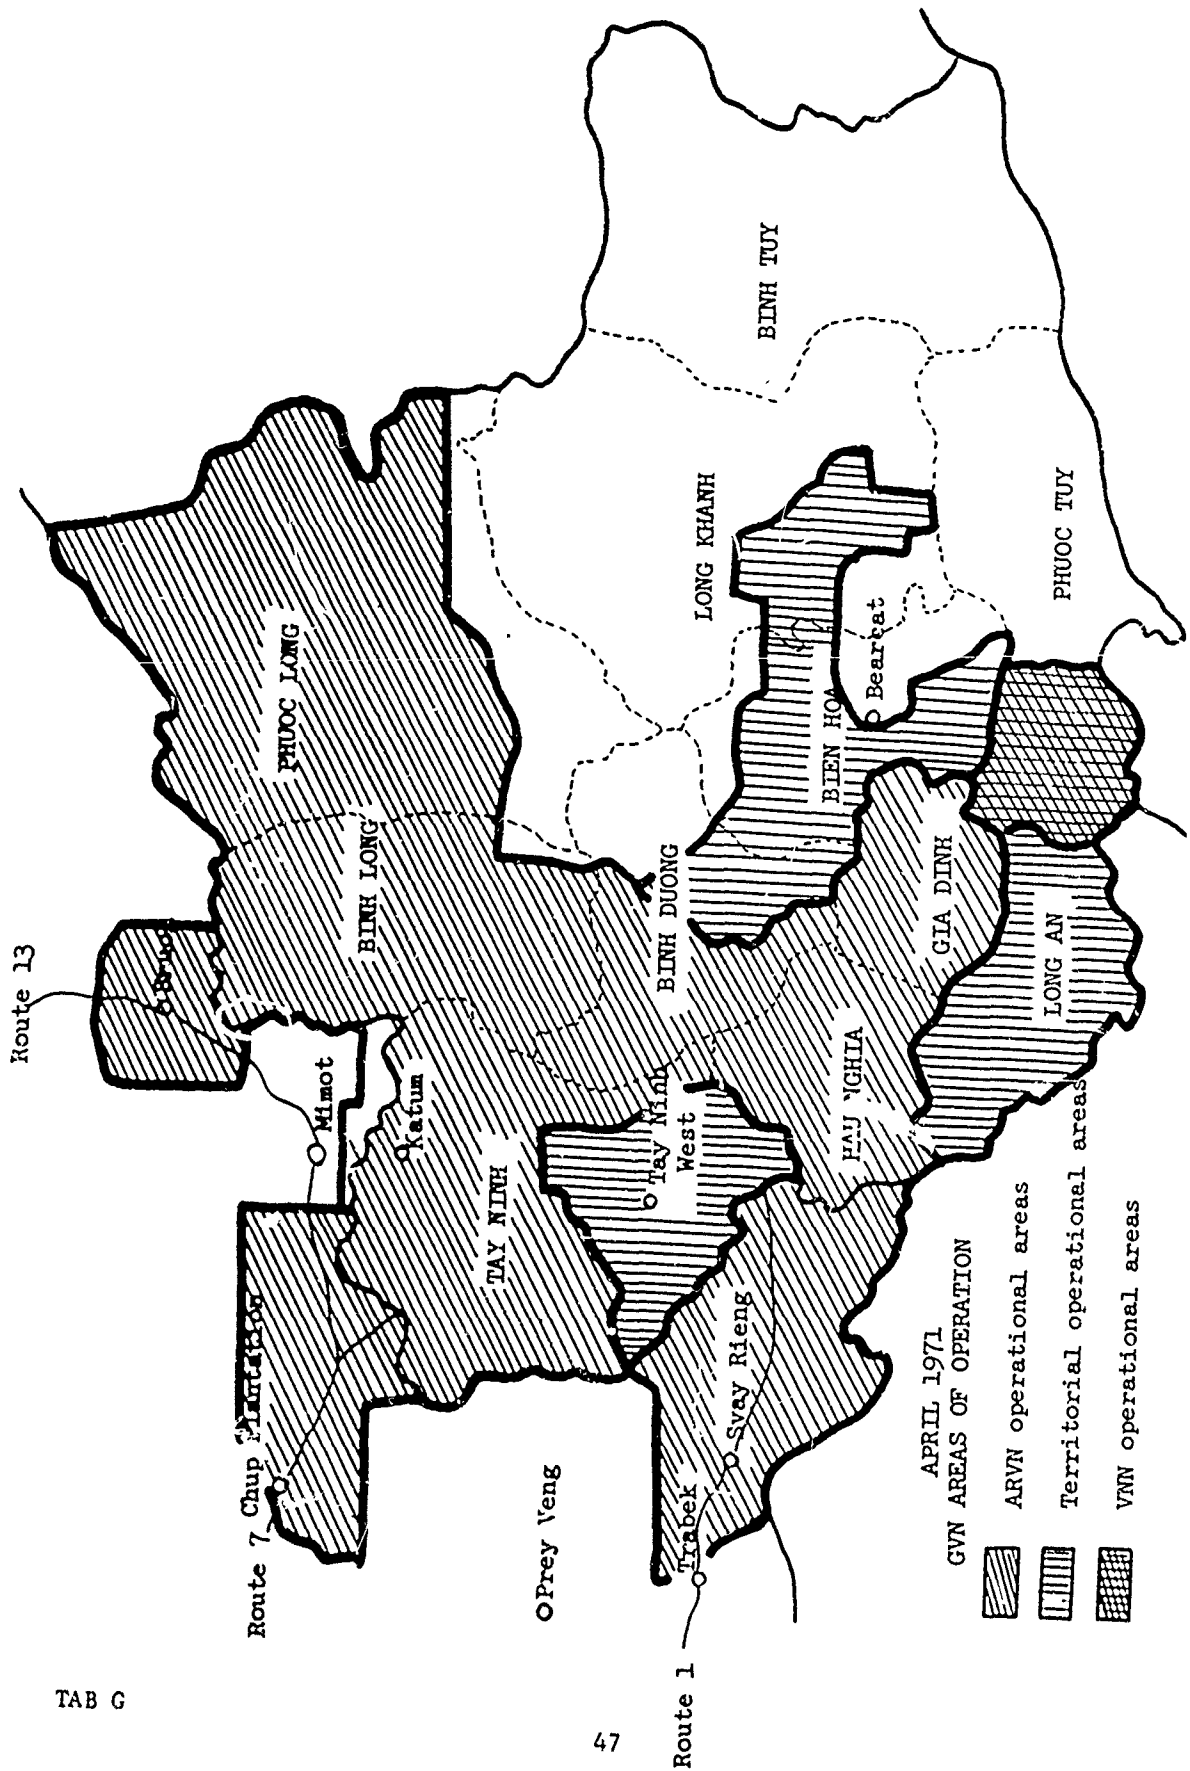 TAB G
47
Route 13
Route 7
Route 1
Chup Plantation
Mimot
Katum
Prey Veng
Trabek
Svay Rieng
Tay Ninh
West
Bearcat
PHUOC LONG
BINH LONG
TAY NINH
BINH DUONG
HAU NGHIA
GIA DINH
LONG AN
BIEN HOA
LONG KHANH
BINH TUY
PHUOC TUY
APRIL 1971
GVN AREAS OF OPERATION
ARVN operational areas
Territorial operational areas
VNN operational areas